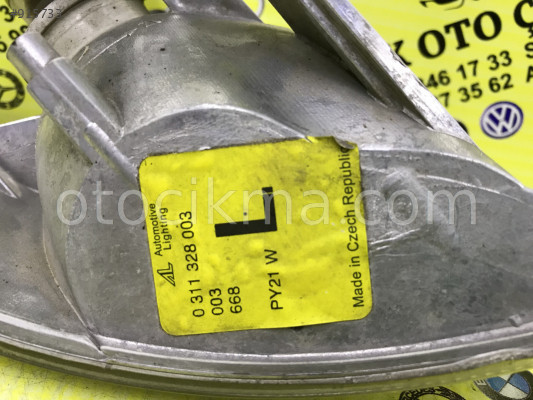 Automotive
Lighting
0 311 328 003
003
668
L
PY21 W
Made in Czech Republic
otocikma.com
OTO
46 17 33
7 35 62